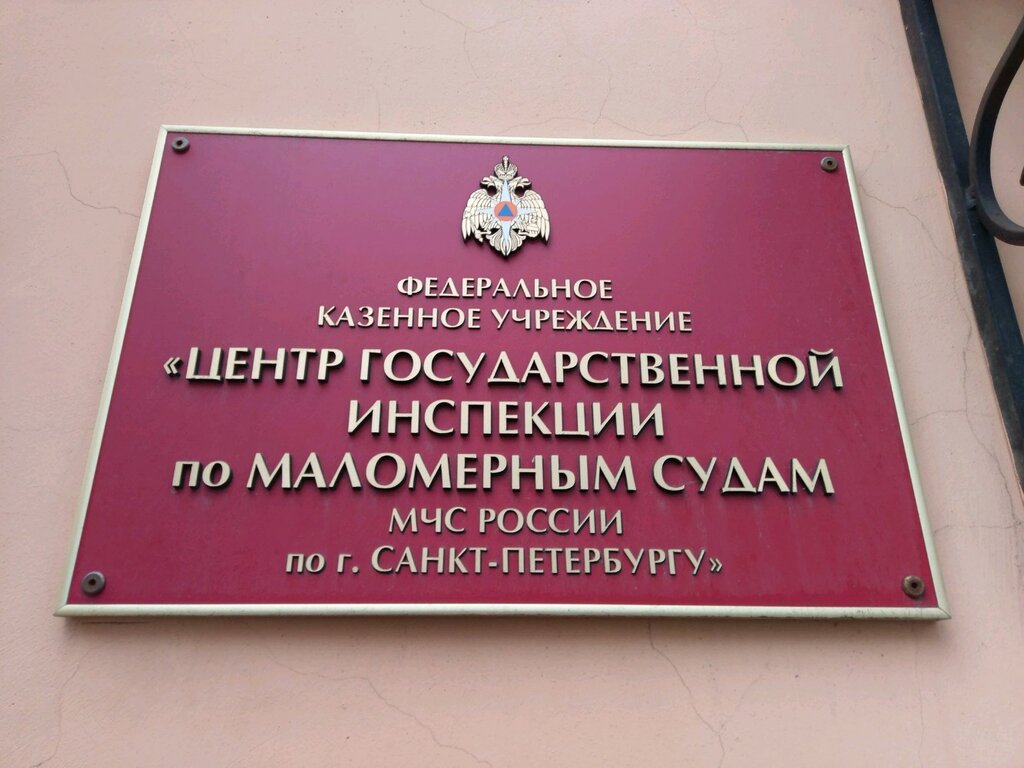 ФЕДЕРАЛЬНОЕ
КАЗЕННОЕ УЧРЕЖДЕНИЕ
«ЦЕНТР ГОСУДАРСТВЕННОЙ
ИНСПЕКЦИИ
по МАЛОМЕРНЫМ СУДАМ
МЧС РОССИИ
по г. САНКТ-ПЕТЕРБУРГУ»